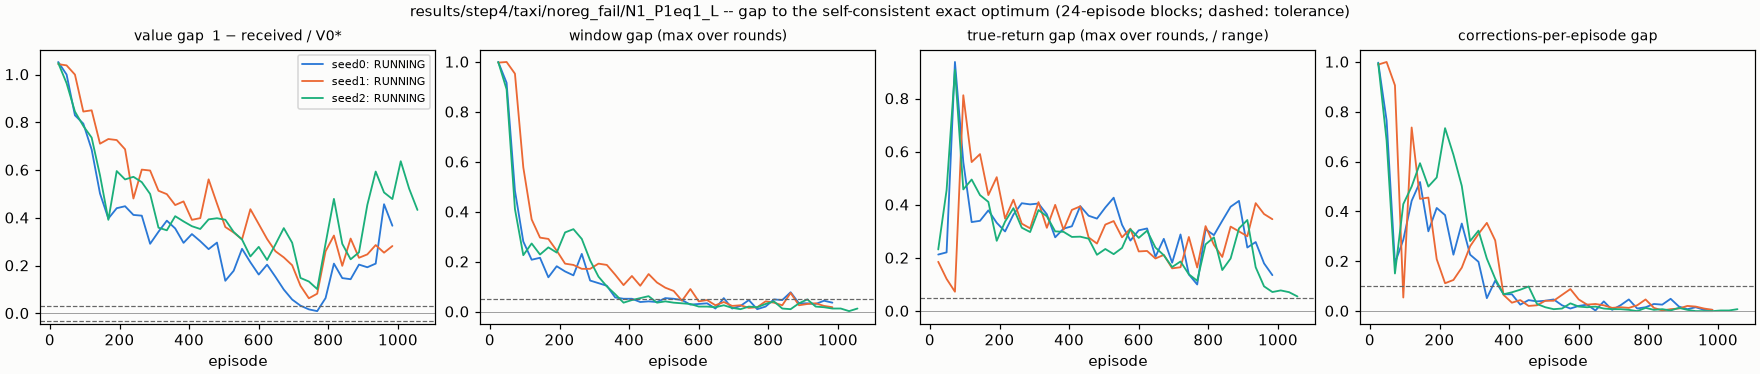 results/step4/taxi/noreg_fail/N1_P1eq1_L -- gap to the self-consistent exact optimum (24-episode blocks; dashed: tolerance)
value gap 1 − received / V0*
1.0
0.8
0.6
0.4
0.2
0.0
seed0: RUNNING
seed1: RUNNING
seed2: RUNNING
0 200 400 600 800 1000
episode
window gap (max over rounds)
1.0
0.8
0.6
0.4
0.2
0.0
0 200 400 600 800 1000
episode
true-return gap (max over rounds, / range)
0.8
0.6
0.4
0.2
0.0
0 200 400 600 800 1000
episode
corrections-per-episode gap
1.0
0.8
0.6
0.4
0.2
0.0
0 200 400 600 800 1000
episode